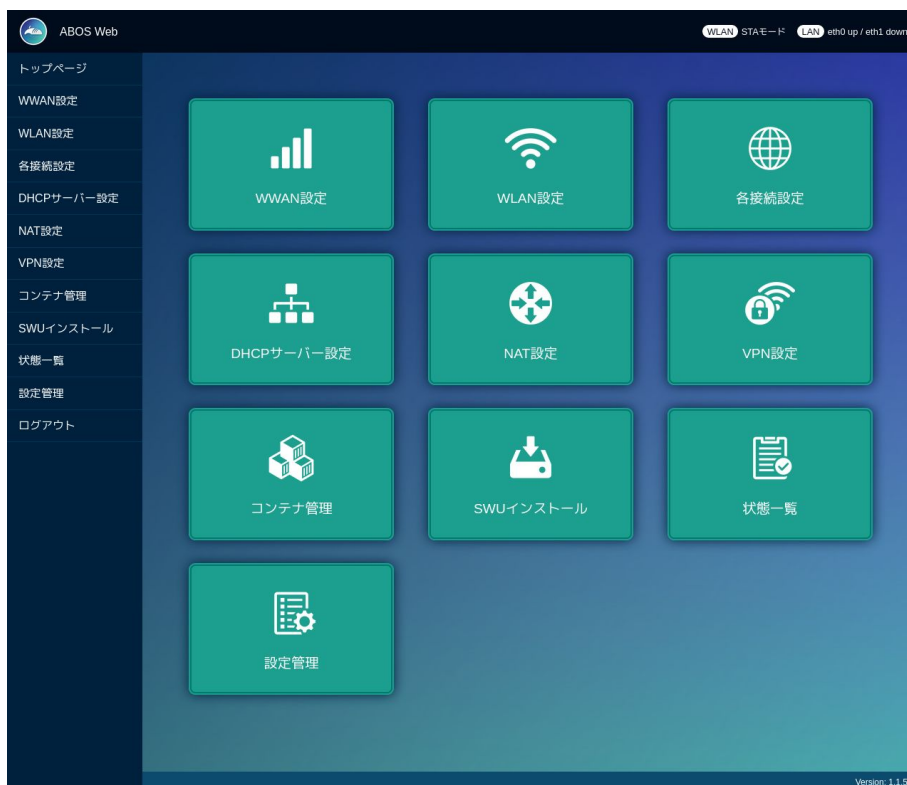 ABOS Web
WLAN STAモード LAN eth0 up / eth1 down
トップページ
WWAN設定
WLAN設定
各接続設定
DHCPサーバー設定
NAT設定
VPN設定
コンテナ管理
SWUインストール
状態一覧
設定管理
ログアウト
WWAN設定
WLAN設定
各接続設定
DHCPサーバー設定
NAT設定
VPN設定
コンテナ管理
SWUインストール
状態一覧
設定管理
Version: 1.1.5